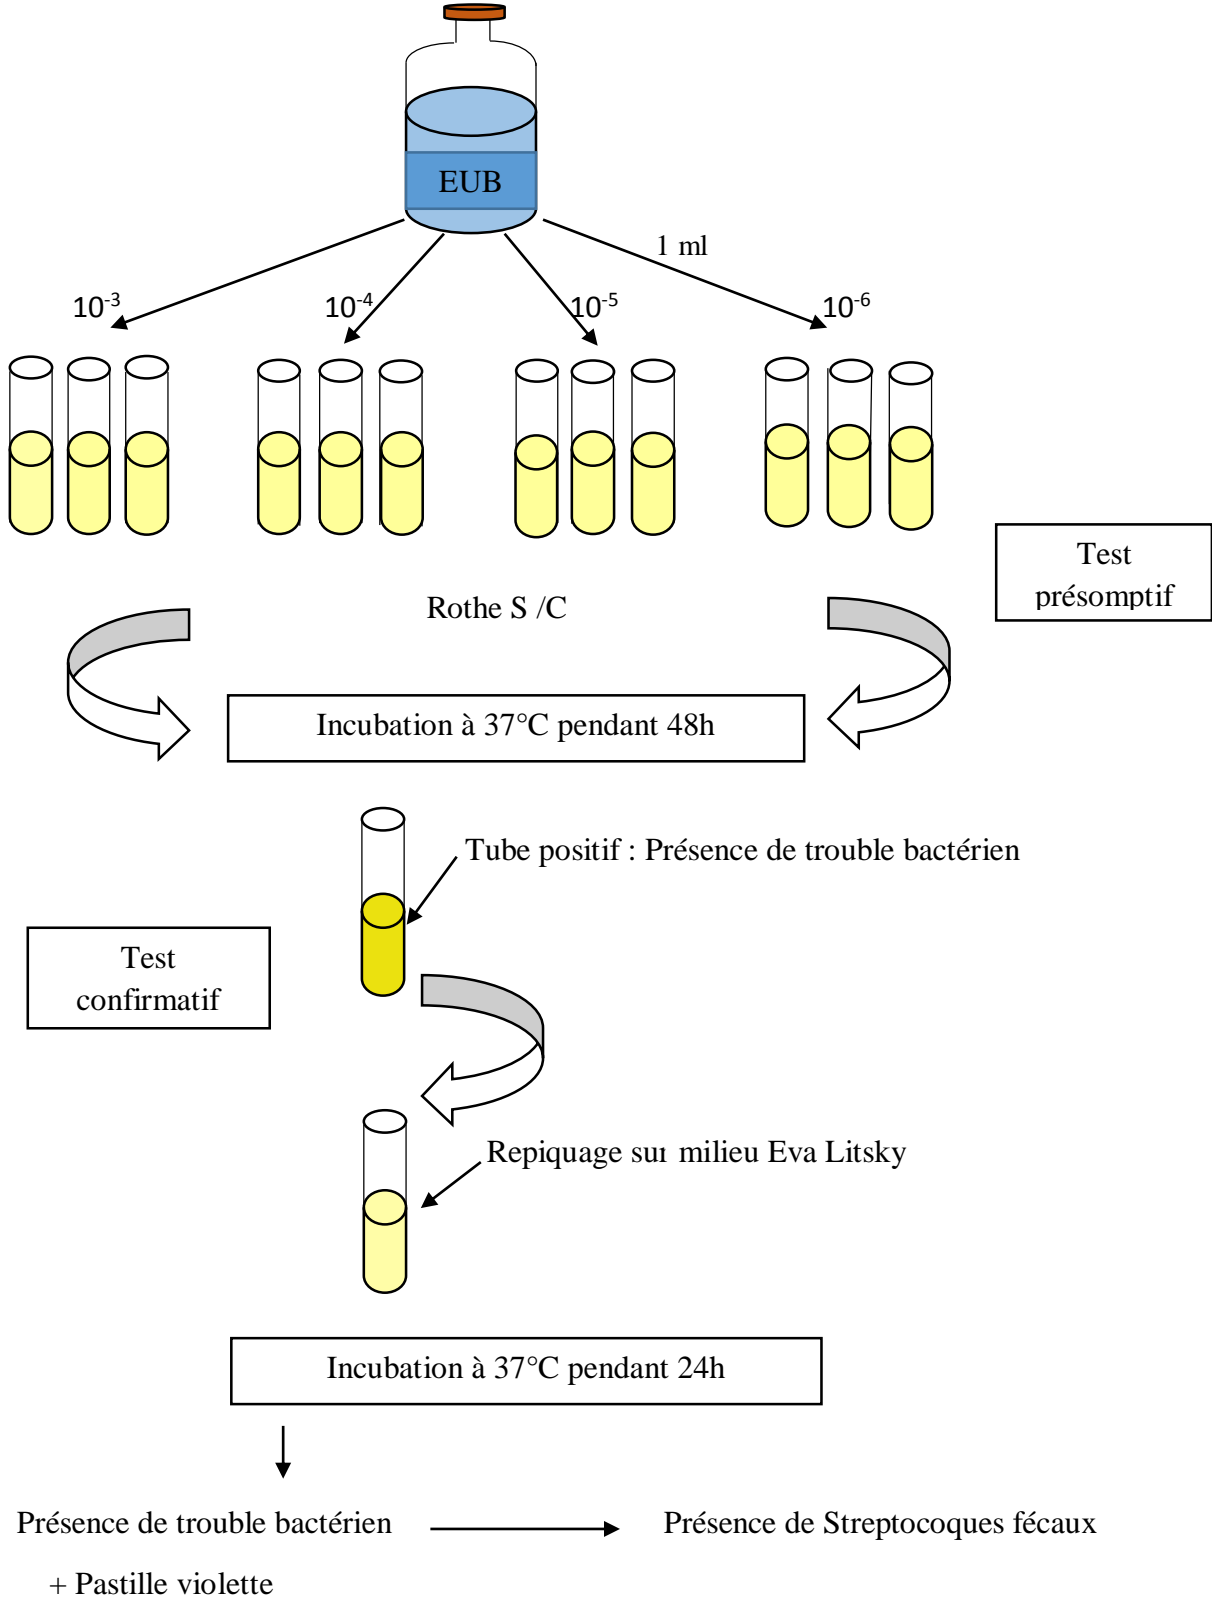 EUB
1 ml
10⁻³
10⁻⁴
10⁻⁵
10⁻⁶
Test
présomptif
Rothe S /C
Incubation à 37°C pendant 48h
Tube positif : Présence de trouble bactérien
Test
confirmatif
Repiquage sur milieu Eva Litsky
Incubation à 37°C pendant 24h
Présence de trouble bactérien
Présence de Streptocoques fécaux
+ Pastille violette